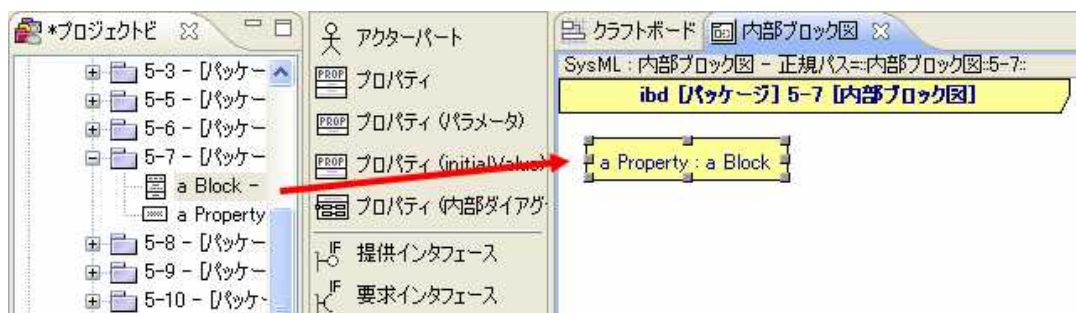 *プロジェクトビ
5-3 - [パッケー
5-5 - [パッケー
5-6 - [パッケー
5-7 - [パッケー
a Block -
a Property
5-8 - [パッケー
5-9 - [パッケー
5-10 - [パッケ
アクターパート
PROP プロパティ
PROP プロパティ (パラメータ)
PROP プロパティ (initialValue)
プロパティ (内部ダイアグ
IF 提供インタフェース
IF 要求インタフェース
クラフトボード 内部ブロック図
SysML : 内部ブロック図 - 正規パス=::内部ブロック図::5-7::
ibd [パッケージ] 5-7 [内部ブロック図]
a Property : a Block